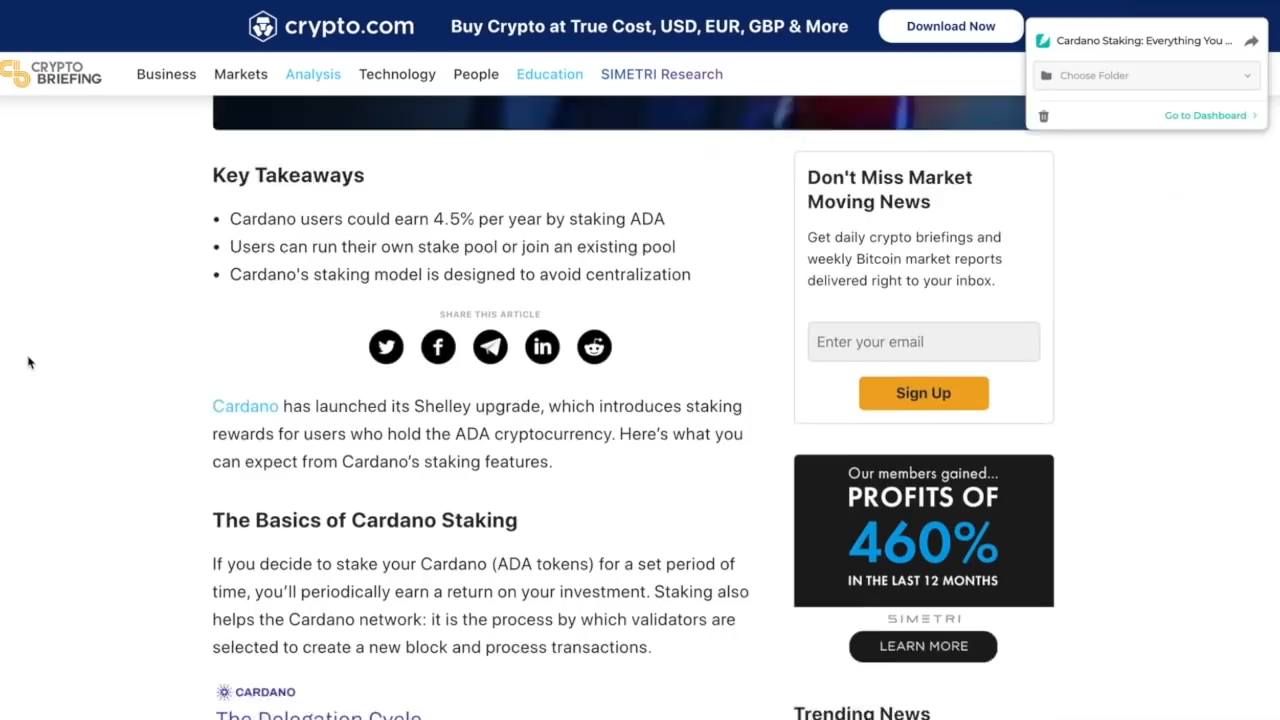 crypto.com
Buy Crypto at True Cost, USD, EUR, GBP & More
Download Now
Cardano Staking: Everything You ...
Choose Folder
Go to Dashboard
CRYPTO
BRIEFING
Business
Markets
Analysis
Technology
People
Education
SIMETRI Research
Key Takeaways
• Cardano users could earn 4.5% per year by staking ADA
• Users can run their own stake pool or join an existing pool
• Cardano's staking model is designed to avoid centralization
SHARE THIS ARTICLE
Cardano has launched its Shelley upgrade, which introduces staking
rewards for users who hold the ADA cryptocurrency. Here’s what you
can expect from Cardano’s staking features.
The Basics of Cardano Staking
If you decide to stake your Cardano (ADA tokens) for a set period of
time, you’ll periodically earn a return on your investment. Staking also
helps the Cardano network: it is the process by which validators are
selected to create a new block and process transactions.
CARDANO
The Delegation Cycle
Don't Miss Market
Moving News
Get daily crypto briefings and
weekly Bitcoin market reports
delivered right to your inbox.
Enter your email
Sign Up
Our members gained...
PROFITS OF
460%
IN THE LAST 12 MONTHS
SIMETRI
LEARN MORE
Trending News